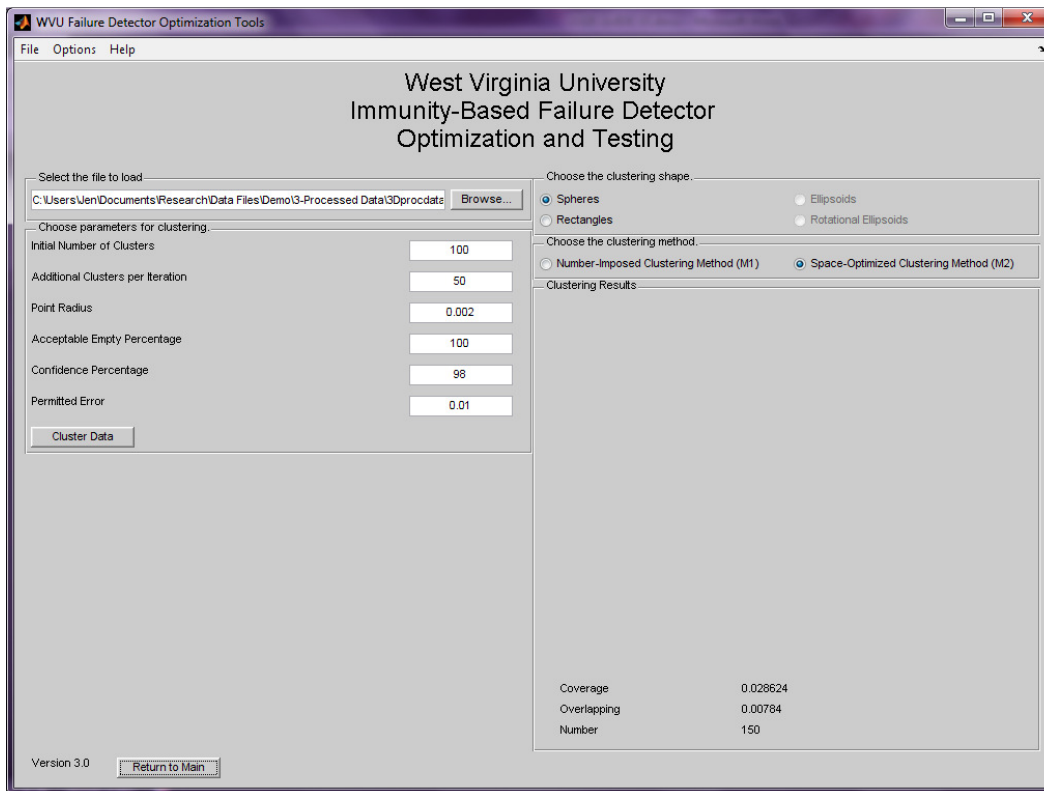 WVU Failure Detector Optimization Tools
File Options Help
West Virginia University
Immunity-Based Failure Detector
Optimization and Testing
Select the file to load
C:\Users\Jen\Documents\Research\Data Files\Demo\3-Processed Data\3Dprocdata
Browse...
Choose parameters for clustering.
Initial Number of Clusters 100
Additional Clusters per Iteration 50
Point Radius 0.002
Acceptable Empty Percentage 100
Confidence Percentage 98
Permitted Error 0.01
Cluster Data
Choose the clustering shape.
Spheres Ellipsoids
Rectangles Rotational Ellipsoids
Choose the clustering method.
Number-Imposed Clustering Method (M1) Space-Optimized Clustering Method (M2)
Clustering Results
Coverage 0.028624
Overlapping 0.00784
Number 150
Version 3.0 Return to Main